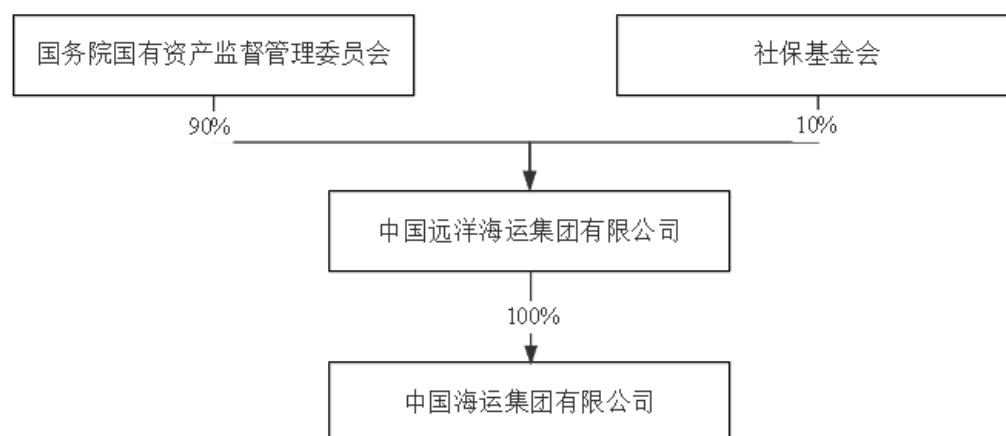 国务院国有资产监督管理委员会
社保基金会
90%
10%
中国远洋海运集团有限公司
100%
中国海运集团有限公司